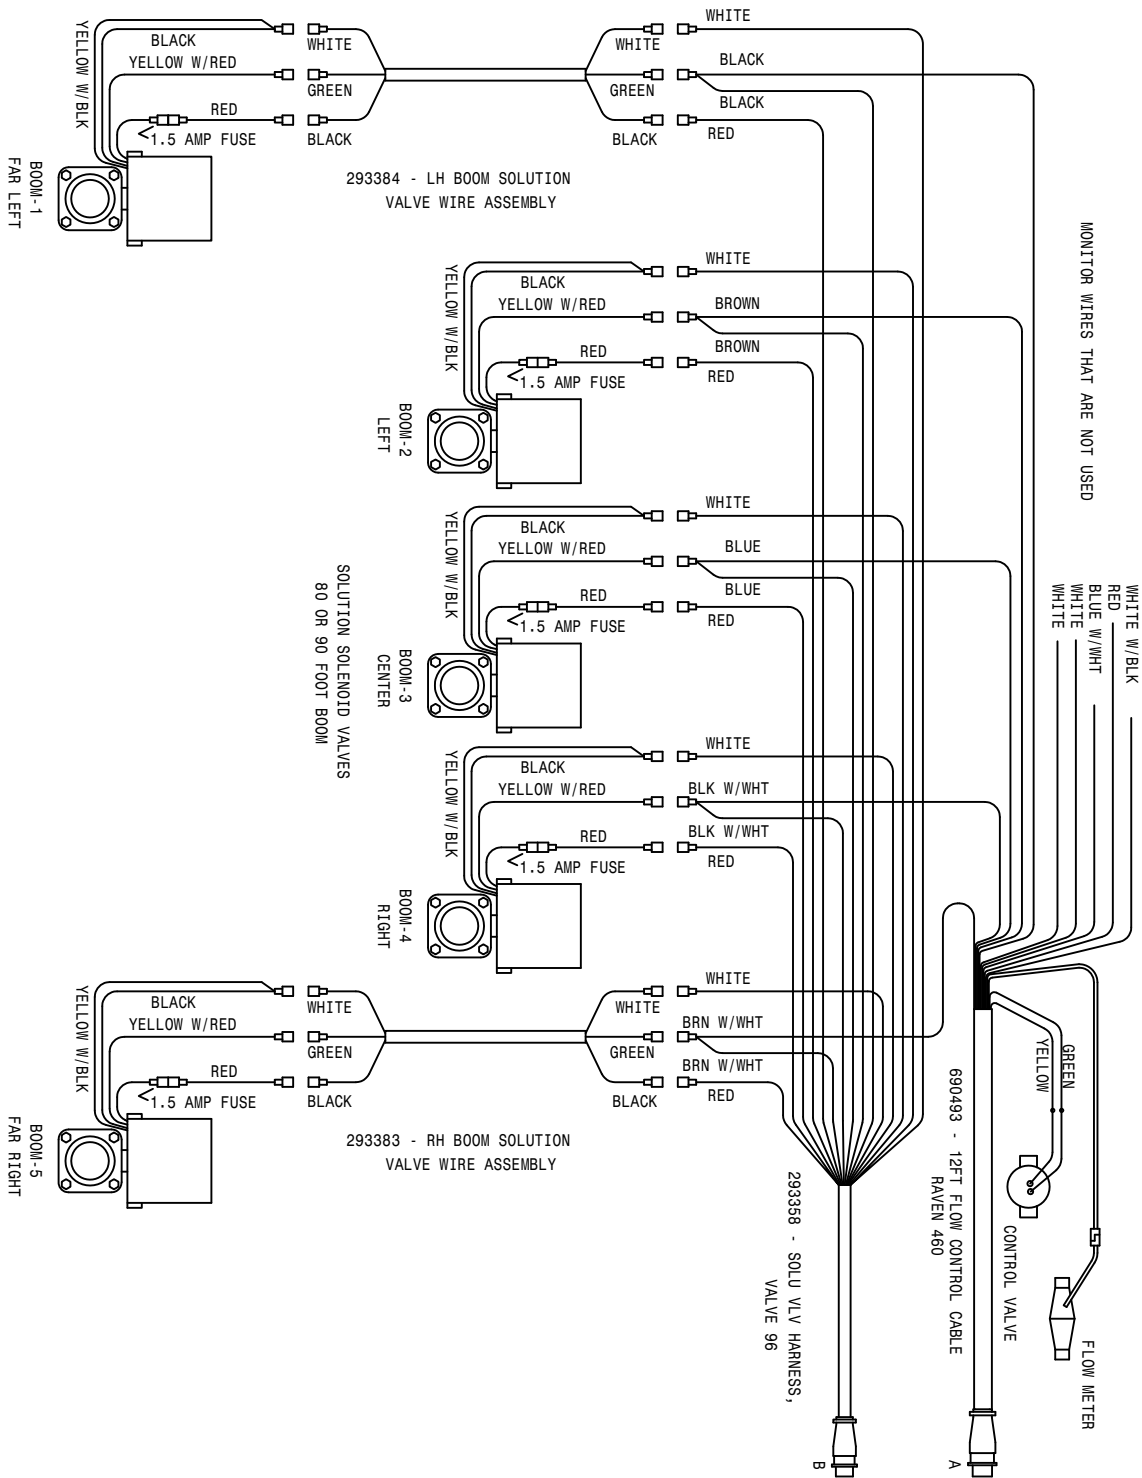 WHITE
BLACK
BLACK
RED
WHITE
GREEN
BLACK
WHITE
GREEN
BLACK
BLACK
YELLOW W/RED
RED
1.5 AMP FUSE
YELLOW W/BLK
BOOM-1
FAR LEFT
293384 - LH BOOM SOLUTION
VALVE WIRE ASSEMBLY
MONITOR WIRES THAT ARE NOT USED
WHITE
BROWN
BROWN
RED
BLACK
YELLOW W/RED
RED
1.5 AMP FUSE
YELLOW W/BLK
BOOM-2
LEFT
WHITE
BLUE
BLUE
RED
BLACK
YELLOW W/RED
RED
1.5 AMP FUSE
YELLOW W/BLK
BOOM-3
CENTER
SOLUTION SOLENOID VALVES
80 OR 90 FOOT BOOM
WHITE W/BLK
RED
BLUE W/WHT
WHITE
WHITE
WHITE
BLK W/WHT
BLK W/WHT
RED
BLACK
YELLOW W/RED
RED
1.5 AMP FUSE
YELLOW W/BLK
BOOM-4
RIGHT
WHITE
BRN W/WHT
BRN W/WHT
RED
WHITE
GREEN
BLACK
WHITE
GREEN
BLACK
BLACK
YELLOW W/RED
RED
1.5 AMP FUSE
YELLOW W/BLK
BOOM-5
FAR RIGHT
293383 - RH BOOM SOLUTION
VALVE WIRE ASSEMBLY
GREEN
YELLOW
690493 - 12FT FLOW CONTROL CABLE
RAVEN 460
CONTROL VALVE
FLOW METER
293358 - SOLU VLV HARNESS,
VALVE 96
A
B